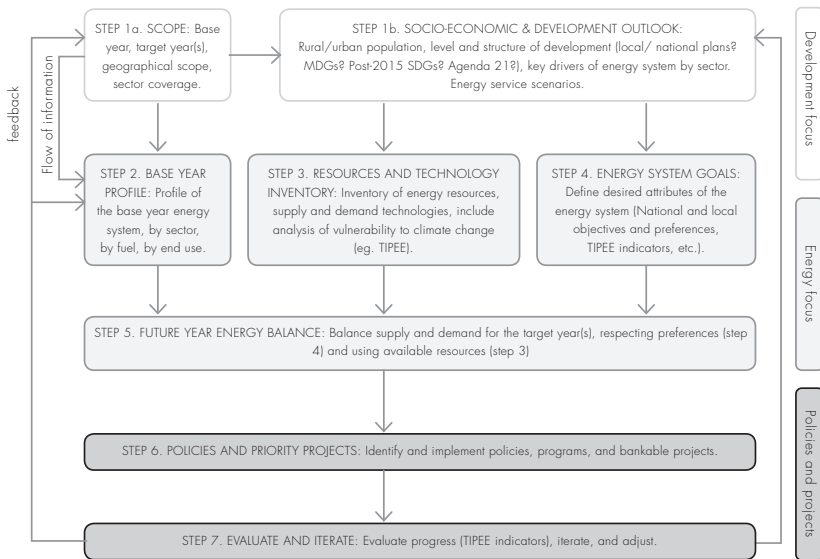 STEP 1a. SCOPE: Base
year, target year(s),
geographical scope,
sector coverage.
STEP 1b. SOCIO-ECONOMIC & DEVELOPMENT OUTLOOK:
Rural/urban population, level and structure of development (local/ national plans?
MDGs? Post-2015 SDGs? Agenda 21?), key drivers of energy system by sector.
Energy service scenarios.
Development focus
feedback
Flow of information
STEP 2. BASE YEAR
PROFILE: Profile of
the base year energy
system, by sector,
by fuel, by end use.
STEP 3. RESOURCES AND TECHNOLOGY
INVENTORY: Inventory of energy resources,
supply and demand technologies, include
analysis of vulnerability to climate change
(eg. TIPEE).
STEP 4. ENERGY SYSTEM GOALS:
Define desired attributes of the
energy system (National and local
objectives and preferences,
TIPEE indicators, etc.).
Energy focus
STEP 5. FUTURE YEAR ENERGY BALANCE: Balance supply and demand for the target year(s), respecting preferences (step
4) and using available resources (step 3)
STEP 6. POLICIES AND PRIORITY PROJECTS: Identify and implement policies, programs, and bankable projects.
Policies and
projects
STEP 7. EVALUATE AND ITERATE: Evaluate progress (TIPEE indicators), iterate, and adjust.